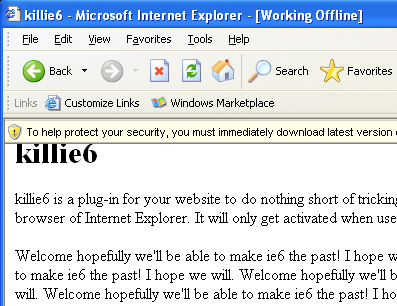 killie6 - Microsoft Internet Explorer - [Working Offline]
File Edit View Favorites Tools Help
Back Search Favorites
Links Customize Links Windows Marketplace
To help protect your security, you must immediately download latest version
killie6
killie6 is a plug-in for your website to do nothing short of
browser of Internet Explorer. It will only get activated when
Welcome hopefully we'll be able to make ie6 the past! I hope
to make ie6 the past! I hope we will. Welcome hopefully we'll
will. Welcome hopefully we'll be able to make ie6 the past! I